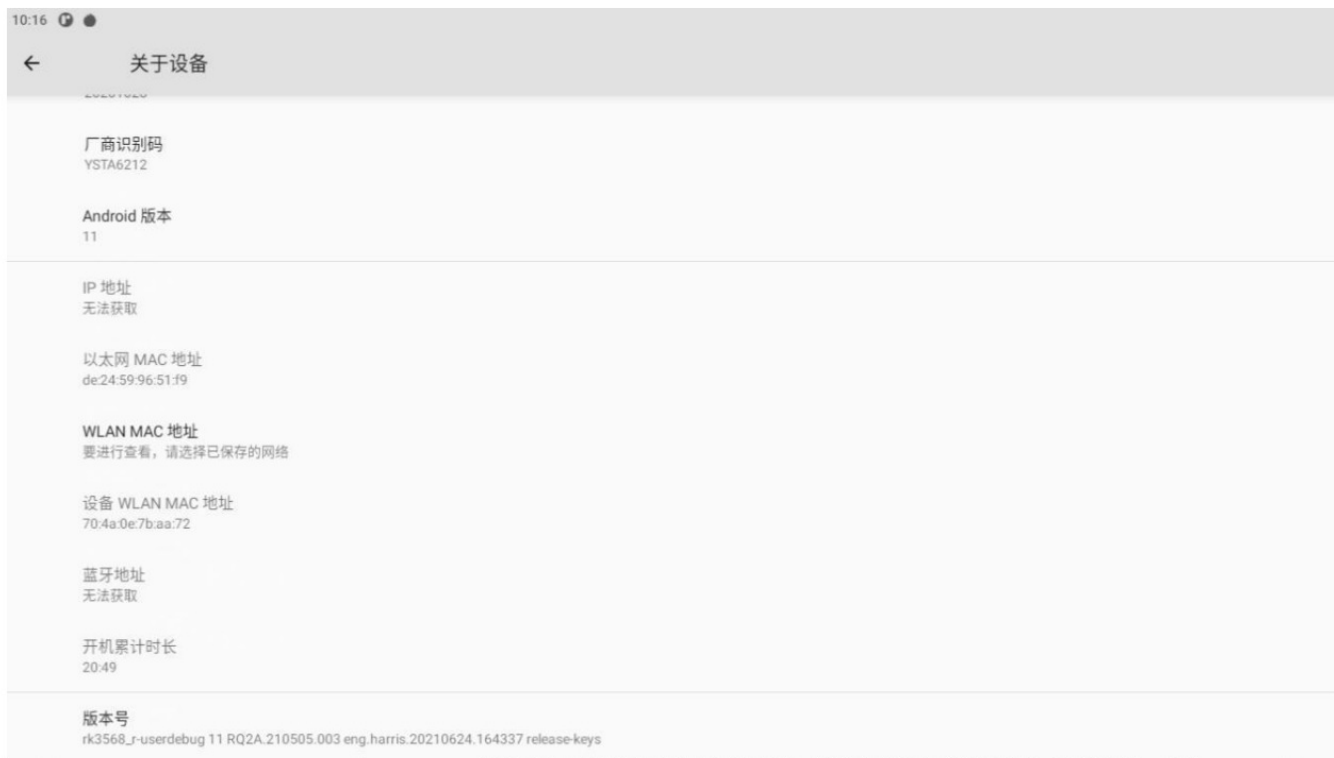 10:16
关于设备
厂商识别码
YSTA6212
Android 版本
11
IP 地址
无法获取
以太网 MAC 地址
de:24:59:96:51:f9
WLAN MAC 地址
要进行查看，请选择已保存的网络
设备 WLAN MAC 地址
70:4a:0e:7b:aa:72
蓝牙地址
无法获取
开机累计时长
20:49
版本号
rk3568_r-userdebug 11 RQ2A.210505.003 eng.harris.20210624.164337 release-keys